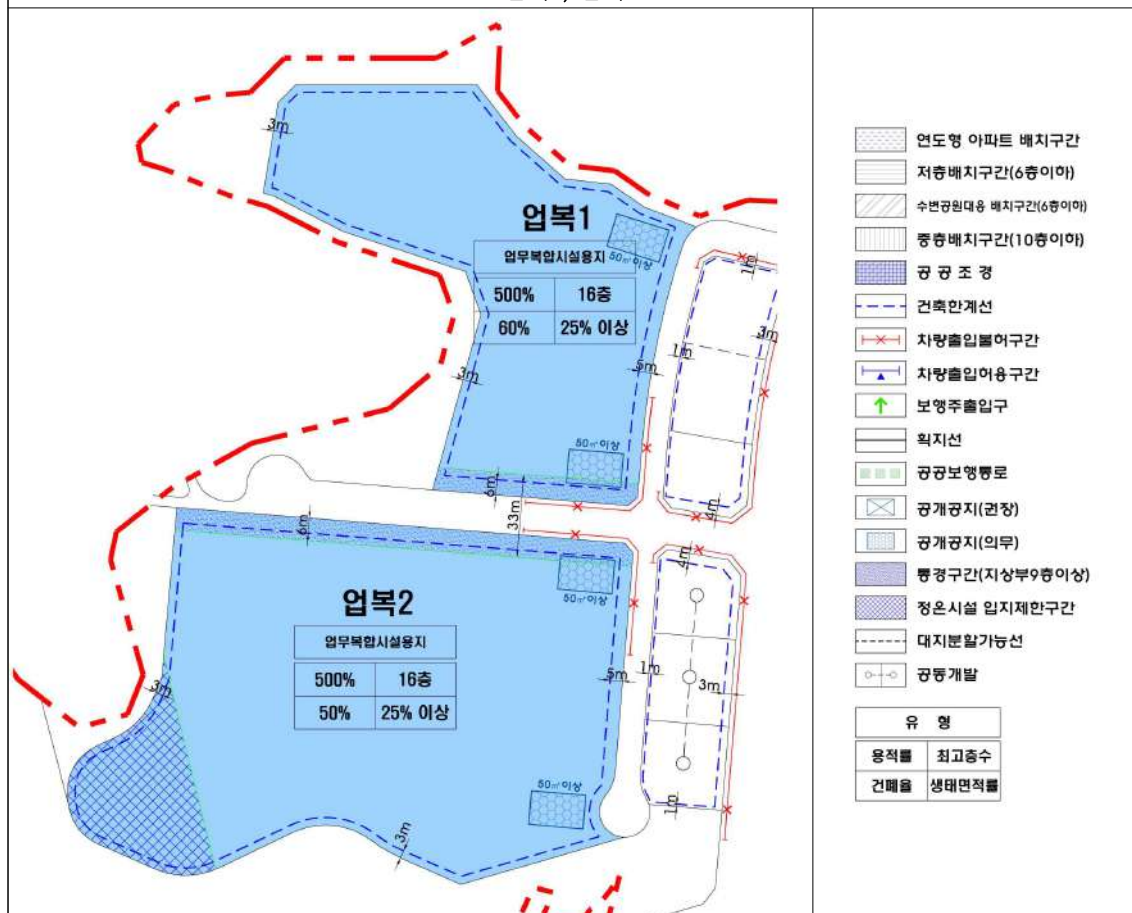 3m
업복1
50㎡이상
업무복합시설용지
500% 16층
60% 25% 이상
1m
3m
1m
5m
3m
50㎡이상
6m
33m
4m
6m
4m
50㎡이상
업복2
업무복합시설용지
500% 16층
50% 25% 이상
3m
5m
1m
3m
50㎡이상
1m
3m
연도형 아파트 배치구간
저층배치구간(6층이하)
수변공원대응 배치구간(6층이하)
중층배치구간(10층이하)
공 공 조 경
건축한계선
차량출입불허구간
차량출입허용구간
보행주출입구
획지선
공공보행통로
공개공지(권장)
공개공지(의무)
통경구간(지상부9층이상)
정온시설 입지제한구간
대지분할가능선
공동개발
유 형
용적률 최고층수
건폐율 생태면적률